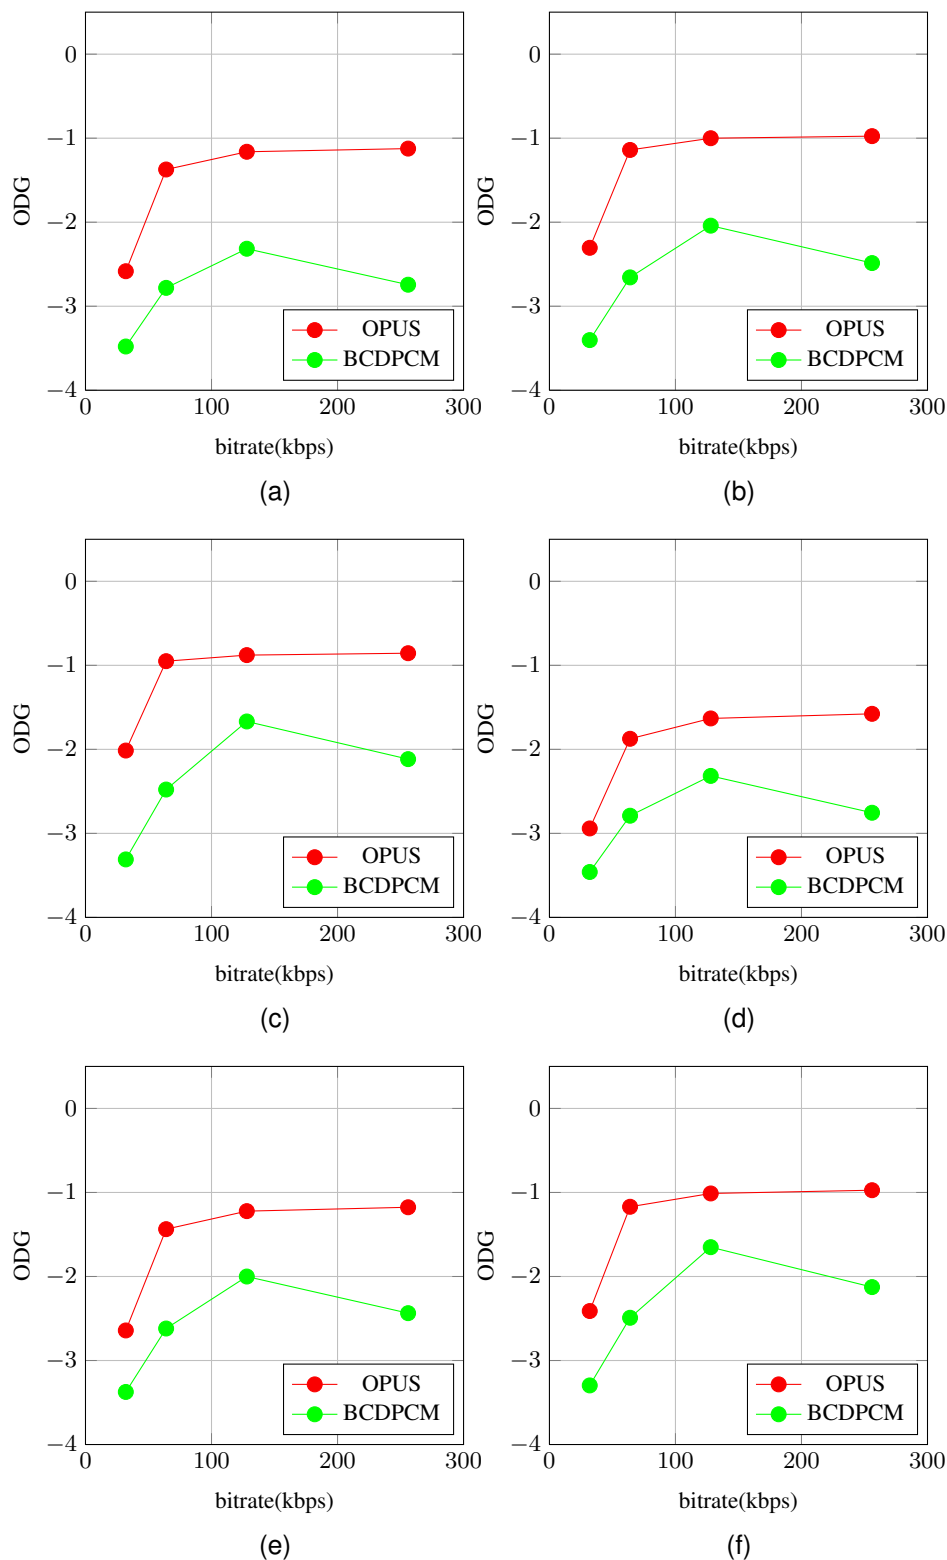 0
−1
−2
−3
−4
0 100 200 300
ODG
bitrate(kbps)
OPUS
BCDPCM
(a)
0
−1
−2
−3
−4
0 100 200 300
ODG
bitrate(kbps)
OPUS
BCDPCM
(b)
0
−1
−2
−3
−4
0 100 200 300
ODG
bitrate(kbps)
OPUS
BCDPCM
(c)
0
−1
−2
−3
−4
0 100 200 300
ODG
bitrate(kbps)
OPUS
BCDPCM
(d)
0
−1
−2
−3
−4
0 100 200 300
ODG
bitrate(kbps)
OPUS
BCDPCM
(e)
0
−1
−2
−3
−4
0 100 200 300
ODG
bitrate(kbps)
OPUS
BCDPCM
(f)